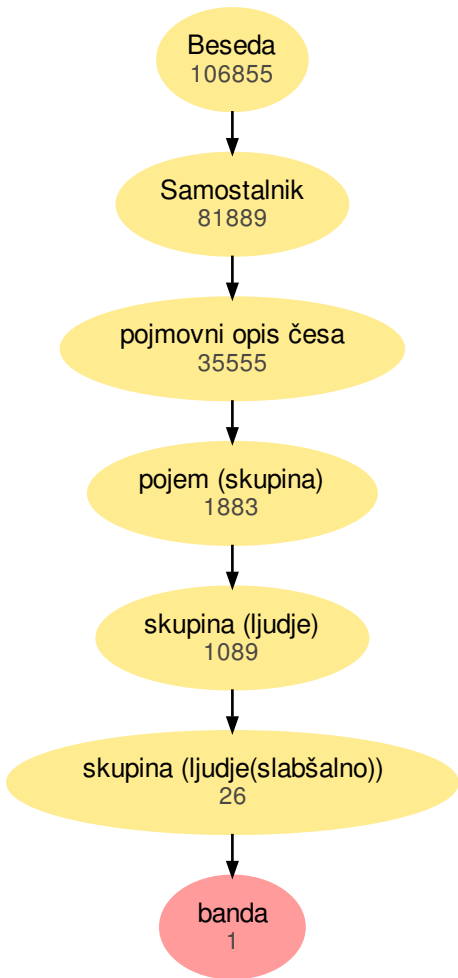 Beseda
106855
Samostalnik
81889
pojmovni opis česa
35555
pojem (skupina)
1883
skupina (ljudje)
1089
skupina (ljudje(slabšalno))
26
banda
1